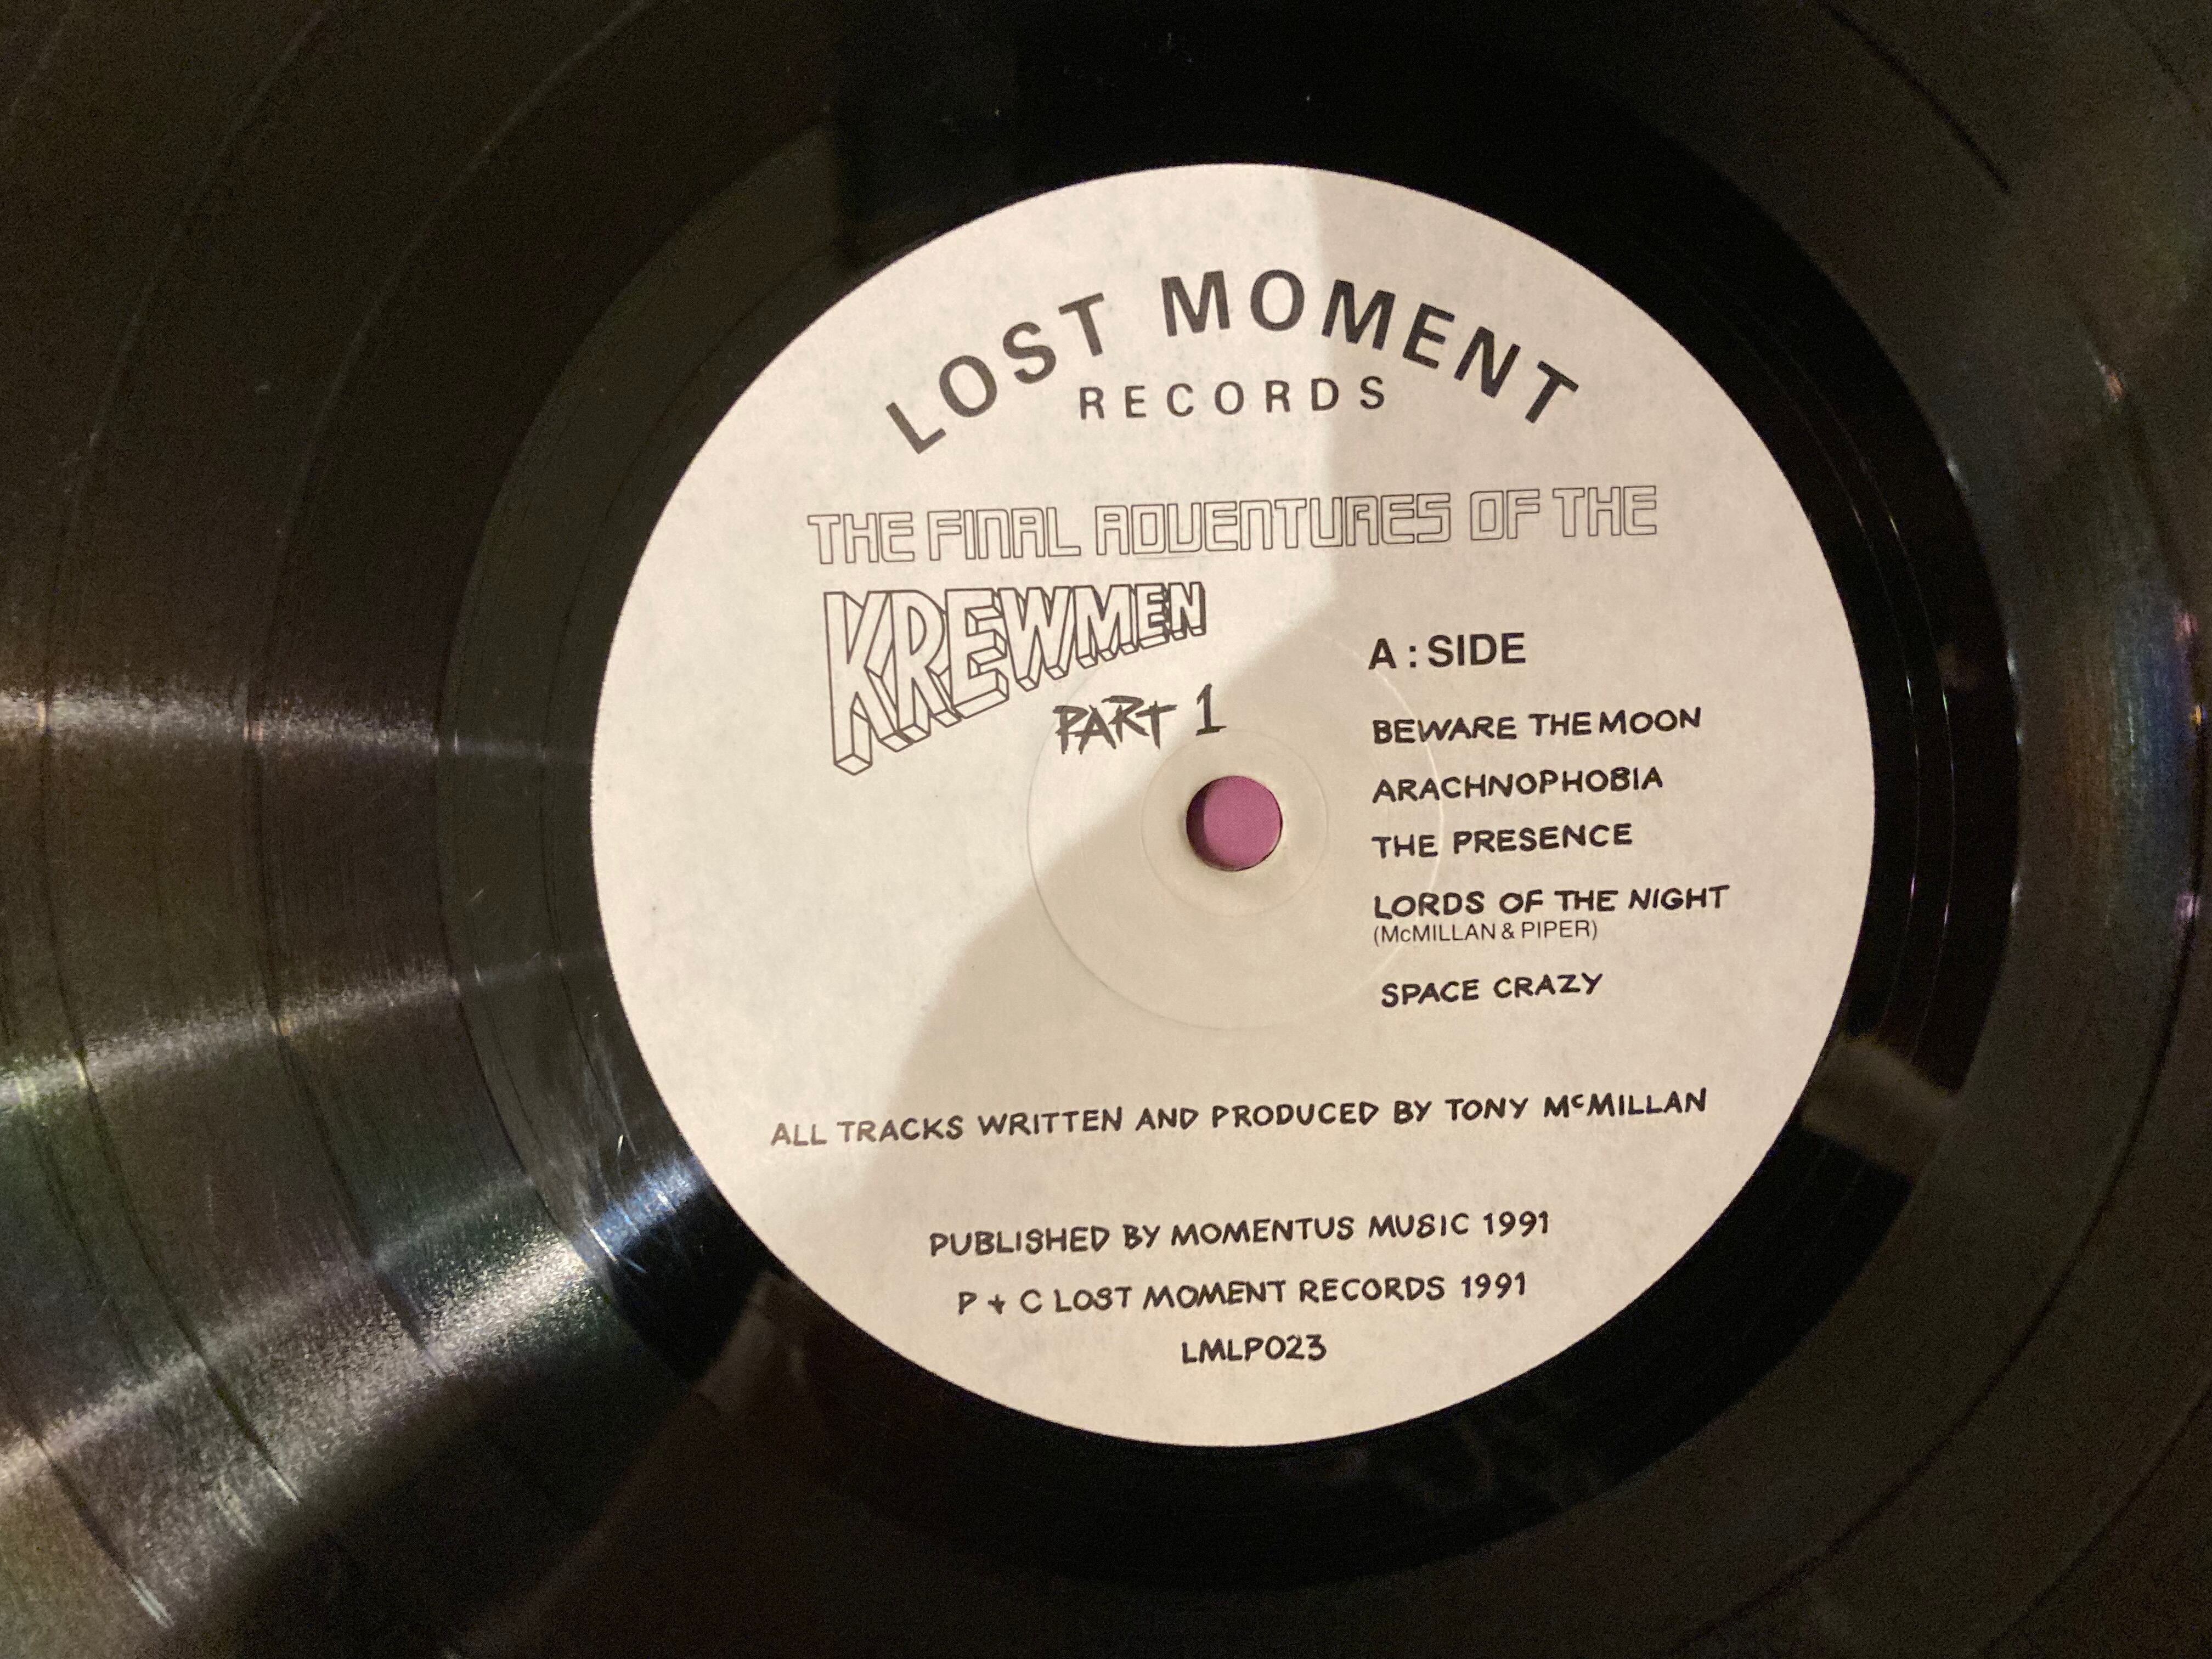 LOST MOMENT
RECORDS
THE FINAL ADVENTURES OF THE
KREWMEN
PART 1
A : SIDE
BEWARE THE MOON
ARACHNOPHOBIA
THE PRESENCE
LORDS OF THE NIGHT
(McMILLAN & PIPER)
SPACE CRAZY
ALL TRACKS WRITTEN AND PRODUCED BY TONY McMILLAN
PUBLISHED BY MOMENTUS MUSIC 1991
P + C LOST MOMENT RECORDS 1991
LMLP023